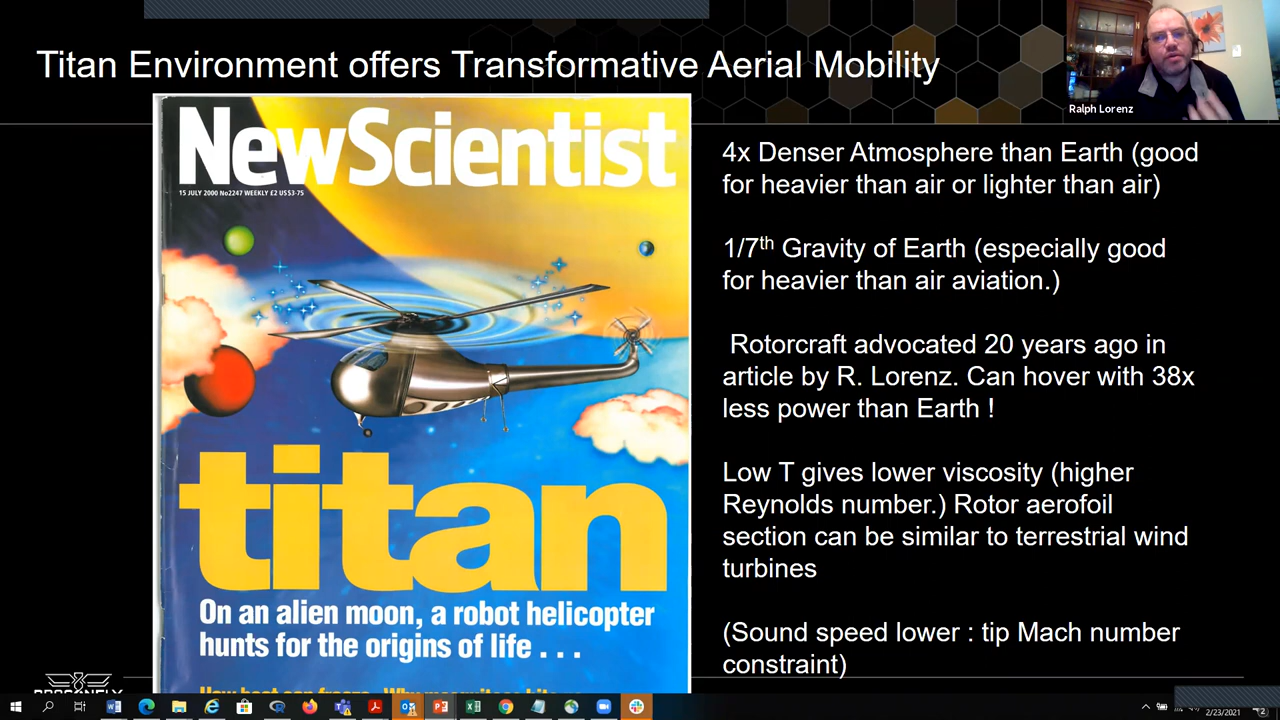 Titan Environment offers Transformative Aerial Mobility
Ralph Lorenz
NewScientist
15 JULY 2000 No2247 WEEKLY £2 US$3·75
titan
On an alien moon, a robot helicopter
hunts for the origins of life . . .
4x Denser Atmosphere than Earth (good
for heavier than air or lighter than air)
1/7th Gravity of Earth (especially good
for heavier than air aviation.)
Rotorcraft advocated 20 years ago in
article by R. Lorenz. Can hover with 38x
less power than Earth !
Low T gives lower viscosity (higher
Reynolds number.) Rotor aerofoil
section can be similar to terrestrial wind
turbines
(Sound speed lower : tip Mach number
constraint)
DRAGONFLY
2/23/2021